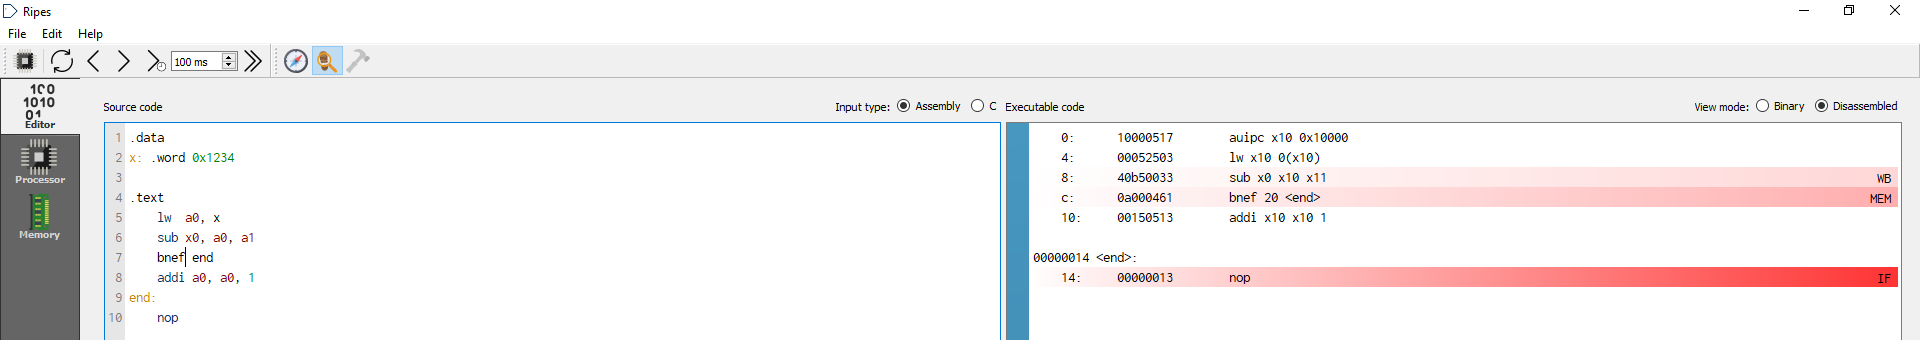 Ripes
File Edit Help
100 ms
100
1010
01
Editor
Processor
Memory
Source code Input type: Assembly C
1 .data
2 x: .word 0x1234
3
4 .text
5 lw a0, x
6 sub x0, a0, a1
7 bnef end
8 addi a0, a0, 1
9 end:
10 nop
Executable code View mode: Binary Disassembled
0: 10000517 auipc x10 0x10000
4: 00052503 lw x10 0(x10)
8: 40b50033 sub x0 x10 x11 WB
c: 0a000461 bnef 20 <end> MEM
10: 00150513 addi x10 x10 1
00000014 <end>:
14: 00000013 nop IF